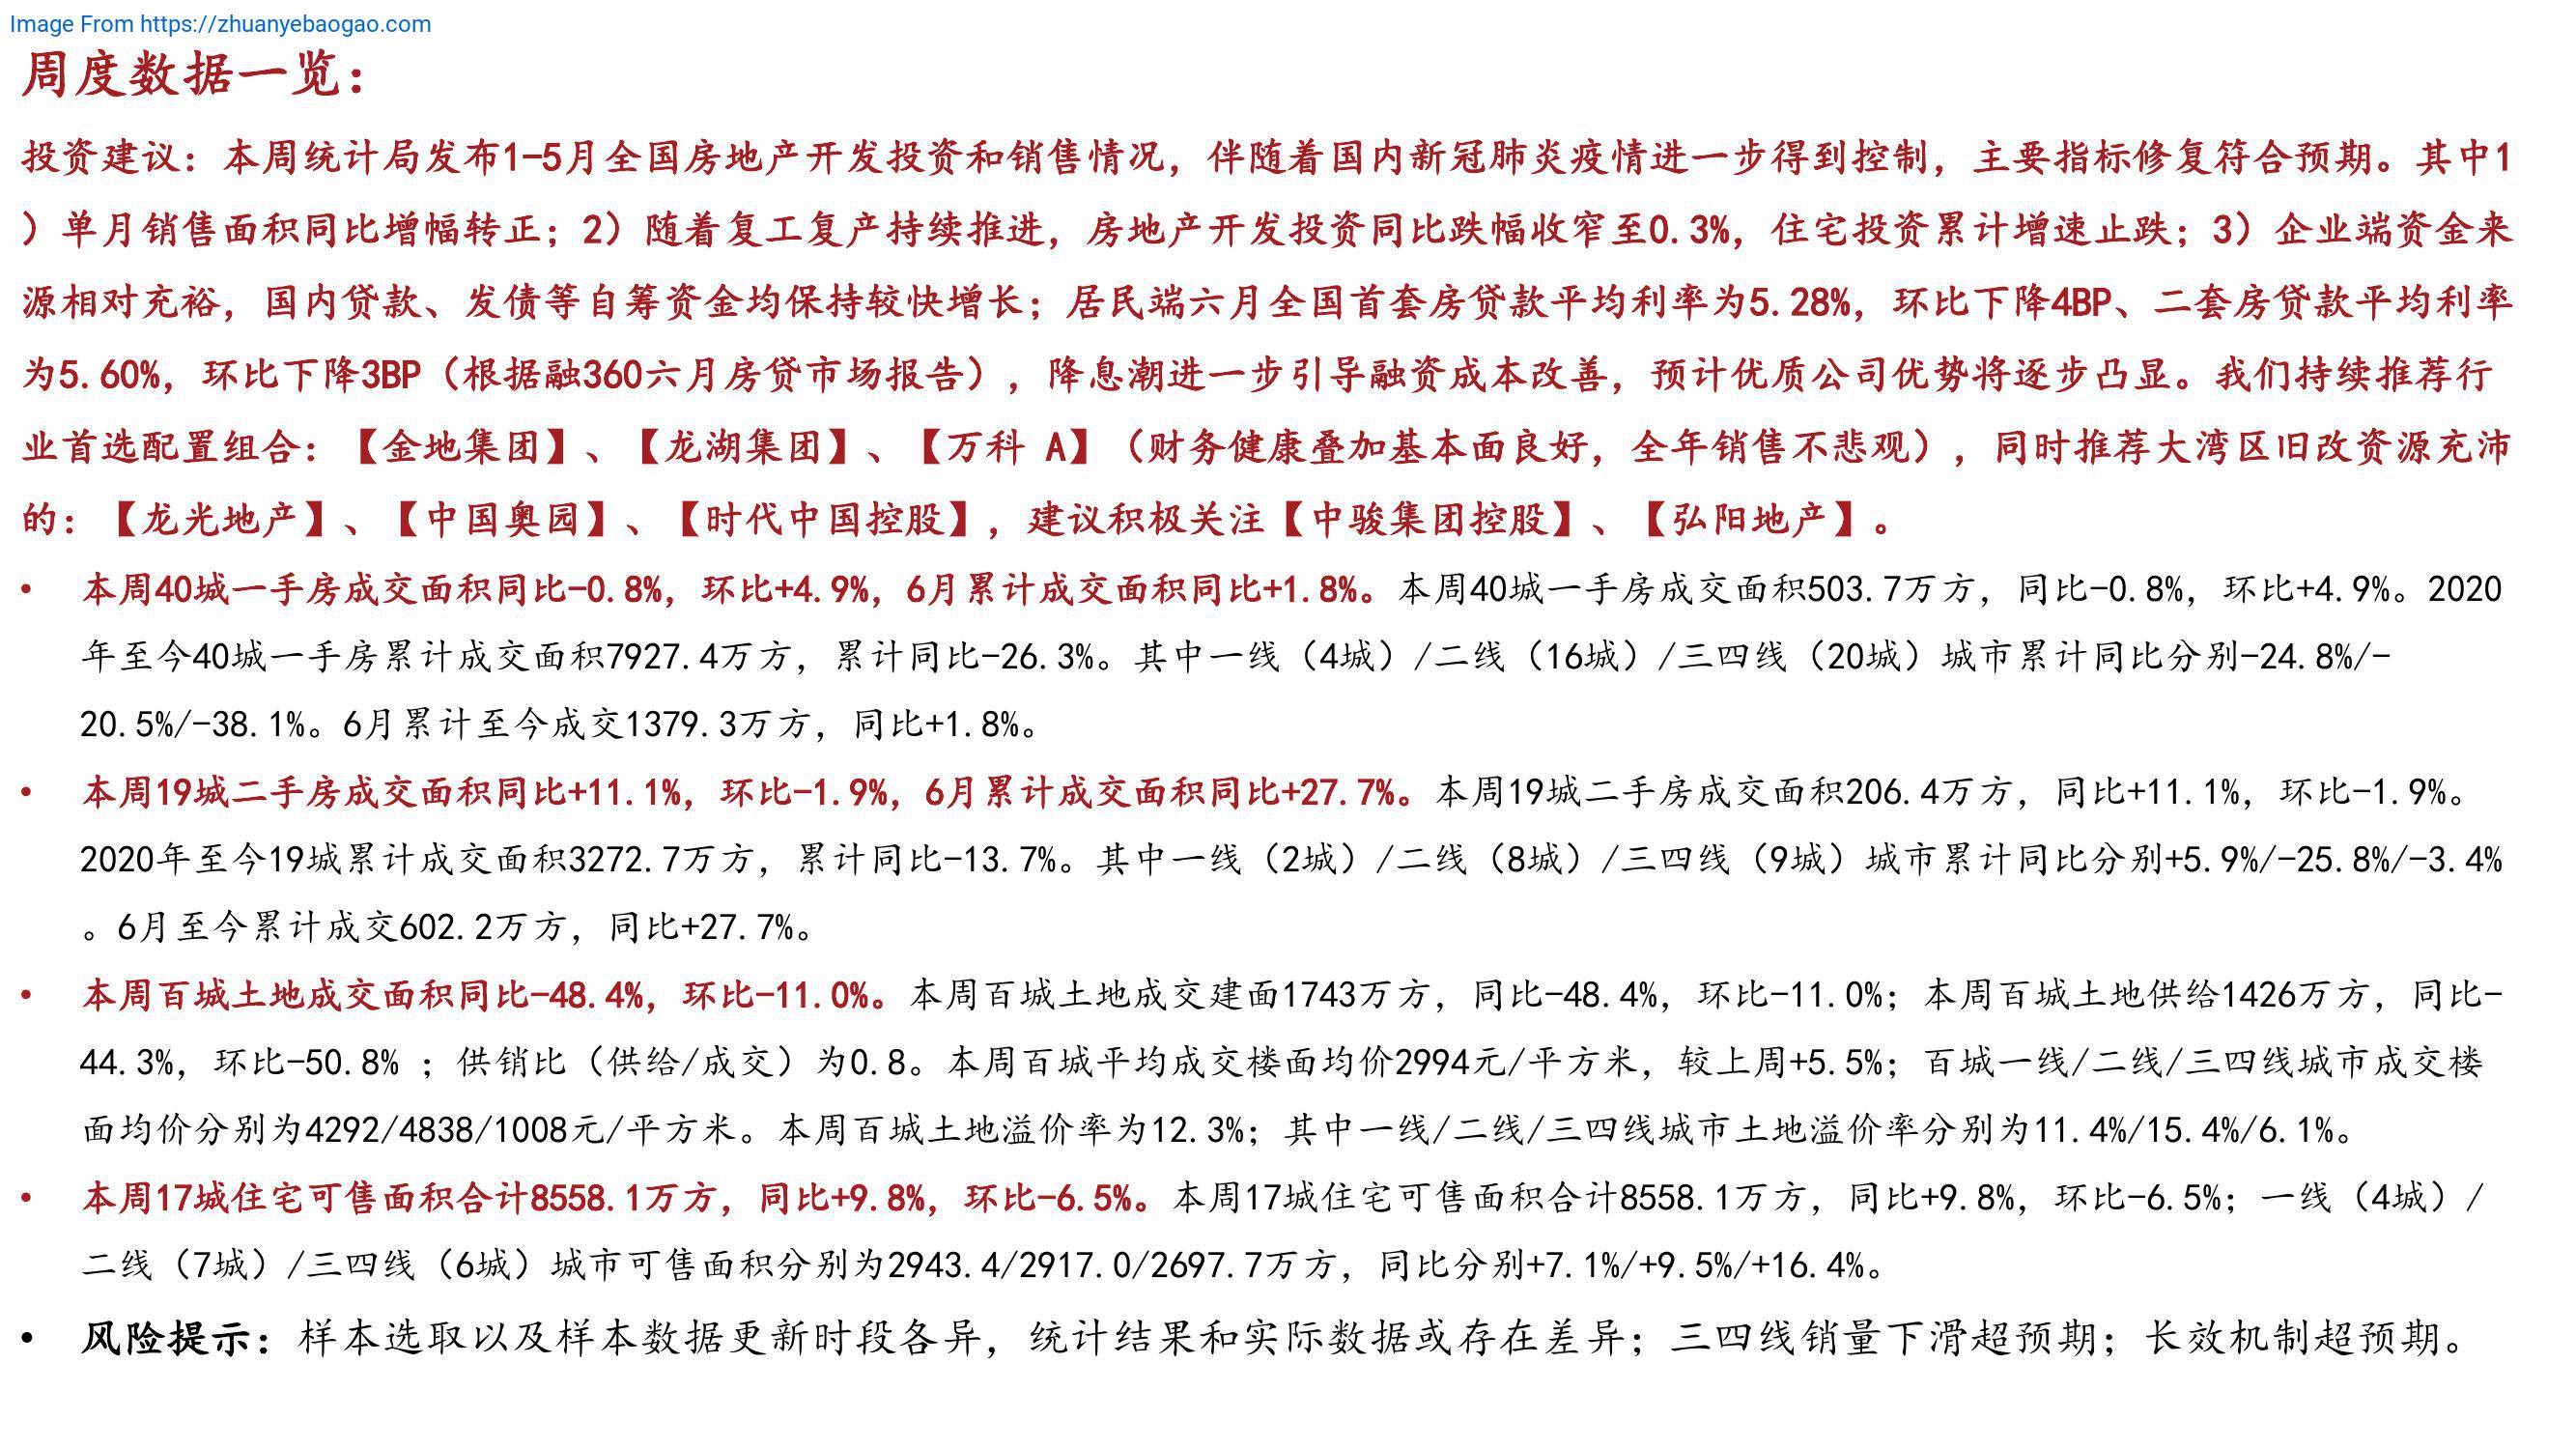 Image From https://zhuanyebaogao.com
周度数据一览：
投资建议：本周统计局发布1-5月全国房地产开发投资和销售情况，伴随着国内新冠肺炎疫情进一步得到控制，主要指标修复符合预期。其中1
）单月销售面积同比增幅转正；2）随着复工复产持续推进，房地产开发投资同比跌幅收窄至0.3%，住宅投资累计增速止跌；3）企业端资金来
源相对充裕，国内贷款、发债等自筹资金均保持较快增长；居民端六月全国首套房贷款平均利率为5.28%，环比下降4BP、二套房贷款平均利率
为5.60%，环比下降3BP（根据融360六月房贷市场报告），降息潮进一步引导融资成本改善，预计优质公司优势将逐步凸显。我们持续推荐行
业首选配置组合：【金地集团】、【龙湖集团】、【万科 A】（财务健康叠加基本面良好，全年销售不悲观），同时推荐大湾区旧改资源充沛
的：【龙光地产】、【中国奥园】、【时代中国控股】，建议积极关注【中骏集团控股】、【弘阳地产】。
• 本周40城一手房成交面积同比-0.8%，环比+4.9%，6月累计成交面积同比+1.8%。本周40城一手房成交面积503.7万方，同比-0.8%，环比+4.9%。2020
年至今40城一手房累计成交面积7927.4万方，累计同比-26.3%。其中一线（4城）/二线（16城）/三四线（20城）城市累计同比分别-24.8%/-
20.5%/-38.1%。6月累计至今成交1379.3万方，同比+1.8%。
• 本周19城二手房成交面积同比+11.1%，环比-1.9%，6月累计成交面积同比+27.7%。本周19城二手房成交面积206.4万方，同比+11.1%，环比-1.9%。
2020年至今19城累计成交面积3272.7万方，累计同比-13.7%。其中一线（2城）/二线（8城）/三四线（9城）城市累计同比分别+5.9%/-25.8%/-3.4%
。6月至今累计成交602.2万方，同比+27.7%。
• 本周百城土地成交面积同比-48.4%，环比-11.0%。本周百城土地成交建面1743万方，同比-48.4%，环比-11.0%；本周百城土地供给1426万方，同比-
44.3%，环比-50.8% ；供销比（供给/成交）为0.8。本周百城平均成交楼面均价2994元/平方米，较上周+5.5%；百城一线/二线/三四线城市成交楼
面均价分别为4292/4838/1008元/平方米。本周百城土地溢价率为12.3%；其中一线/二线/三四线城市土地溢价率分别为11.4%/15.4%/6.1%。
• 本周17城住宅可售面积合计8558.1万方，同比+9.8%，环比-6.5%。本周17城住宅可售面积合计8558.1万方，同比+9.8%，环比-6.5%；一线（4城）/
二线（7城）/三四线（6城）城市可售面积分别为2943.4/2917.0/2697.7万方，同比分别+7.1%/+9.5%/+16.4%。
• 风险提示：样本选取以及样本数据更新时段各异，统计结果和实际数据或存在差异；三四线销量下滑超预期；长效机制超预期。